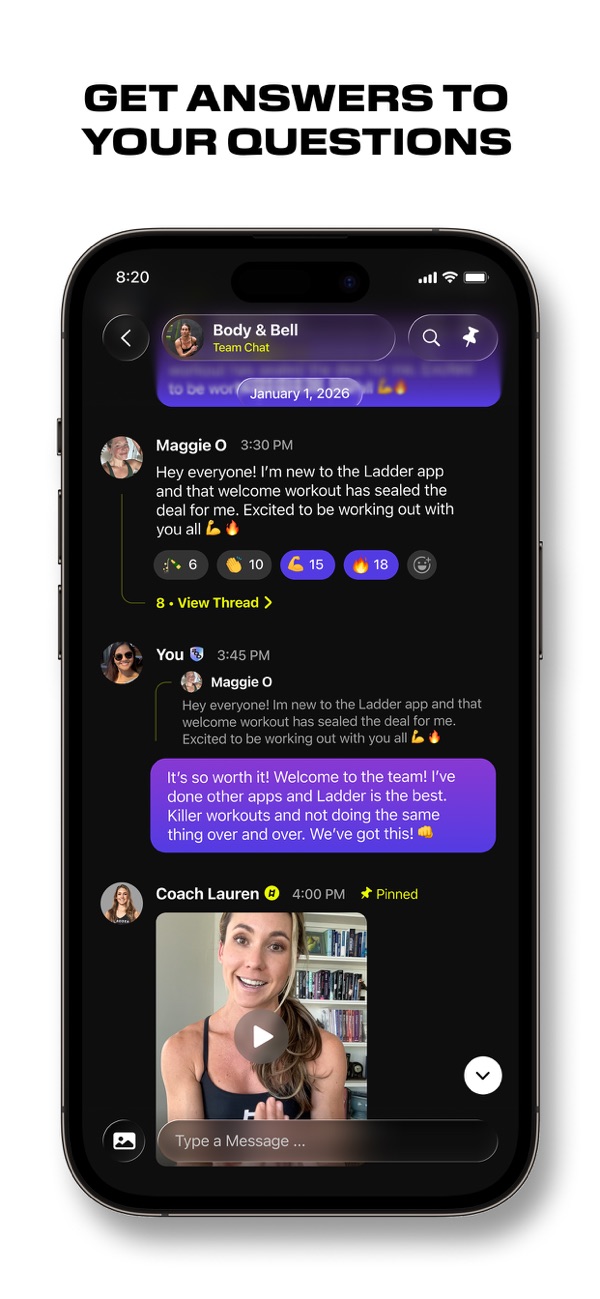 GET ANSWERS TO
YOUR QUESTIONS
8:20
Body & Bell
Team Chat
January 1, 2026
Maggie O 3:30 PM
Hey everyone! I'm new to the Ladder app
and that welcome workout has sealed the
deal for me. Excited to be working out with
you all 💪🔥
6 👏 10 💪 15 🔥 18
8 • View Thread >
You 3:45 PM
Maggie O
Hey everyone! Im new to the Ladder app and that
welcome workout has sealed the deal for me.
Excited to be working out with you all 💪🔥
It's so worth it! Welcome to the team! I've
done other apps and Ladder is the best.
Killer workouts and not doing the same
thing over and over. We've got this! 👊
Coach Lauren 4:00 PM Pinned
Type a Message ...